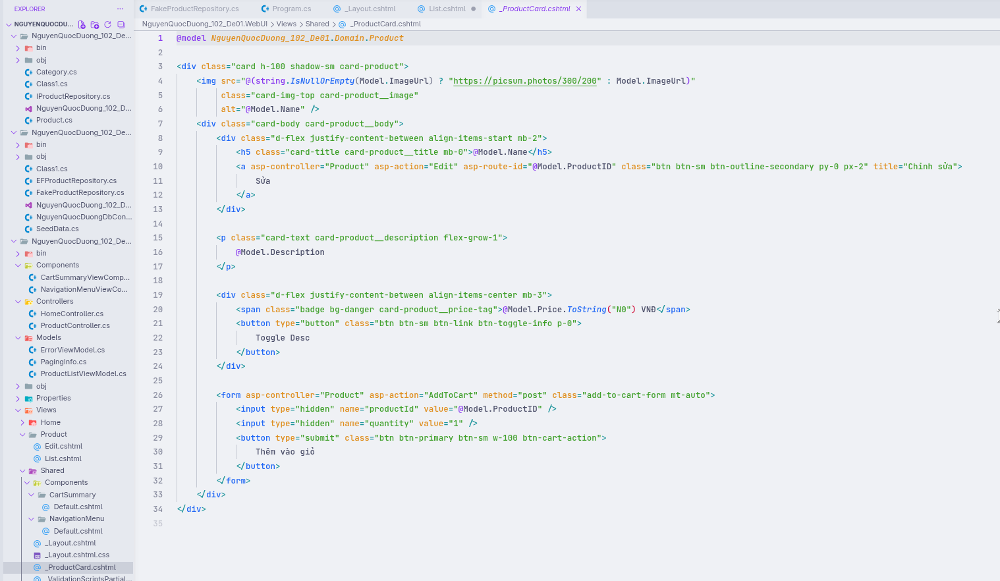 EXPLORER ···
NGUYENQUOCDU...
NguyenQuocDuong_102_De...
bin
obj
Category.cs
Class1.cs
IProductRepository.cs
NguyenQuocDuong_102_D...
Product.cs
NguyenQuocDuong_102_De...
bin
obj
Class1.cs
EFProductRepository.cs
FakeProductRepository.cs
NguyenQuocDuong_102_D...
NguyenQuocDuongDbCon...
SeedData.cs
NguyenQuocDuong_102_De...
bin
Components
CartSummaryViewComp...
NavigationMenuViewCo...
Controllers
HomeController.cs
ProductController.cs
Models
ErrorViewModel.cs
PagingInfo.cs
ProductListViewModel.cs
obj
Properties
Views
Home
Product
Edit.cshtml
List.cshtml
Shared
Components
CartSummary
Default.cshtml
NavigationMenu
Default.cshtml
_Layout.cshtml
_Layout.cshtml.css
_ProductCard.cshtml
_ValidationScriptsPartial...
FakeProductRepository.cs Program.cs _Layout.cshtml List.cshtml _ProductCard.cshtml
NguyenQuocDuong_102_De01.WebUI > Views > Shared > _ProductCard.cshtml
1 @model NguyenQuocDuong_102_De01.Domain.Product
2
3 <div class="card h-100 shadow-sm card-product">
4 <img src="@(string.IsNullOrEmpty(Model.ImageUrl) ? "https://picsum.photos/300/200" : Model.ImageUrl)"
5 class="card-img-top card-product__image"
6 alt="@Model.Name" />
7 <div class="card-body card-product__body">
8 <div class="d-flex justify-content-between align-items-start mb-2">
9 <h5 class="card-title card-product__title mb-0">@Model.Name</h5>
10 <a asp-controller="Product" asp-action="Edit" asp-route-id="@Model.ProductID" class="btn btn-sm btn-outline-secondary py-0 px-2" title="Chỉnh sửa">
11 Sửa
12 </a>
13 </div>
14
15 <p class="card-text card-product__description flex-grow-1">
16 @Model.Description
17 </p>
18
19 <div class="d-flex justify-content-between align-items-center mb-3">
20 <span class="badge bg-danger card-product__price-tag">@Model.Price.ToString("N0") VNĐ</span>
21 <button type="button" class="btn btn-sm btn-link btn-toggle-info p-0">
22 Toggle Desc
23 </button>
24 </div>
25
26 <form asp-controller="Product" asp-action="AddToCart" method="post" class="add-to-cart-form mt-auto">
27 <input type="hidden" name="productId" value="@Model.ProductID" />
28 <input type="hidden" name="quantity" value="1" />
29 <button type="submit" class="btn btn-primary btn-sm w-100 btn-cart-action">
30 Thêm vào giỏ
31 </button>
32 </form>
33 </div>
34 </div>
35